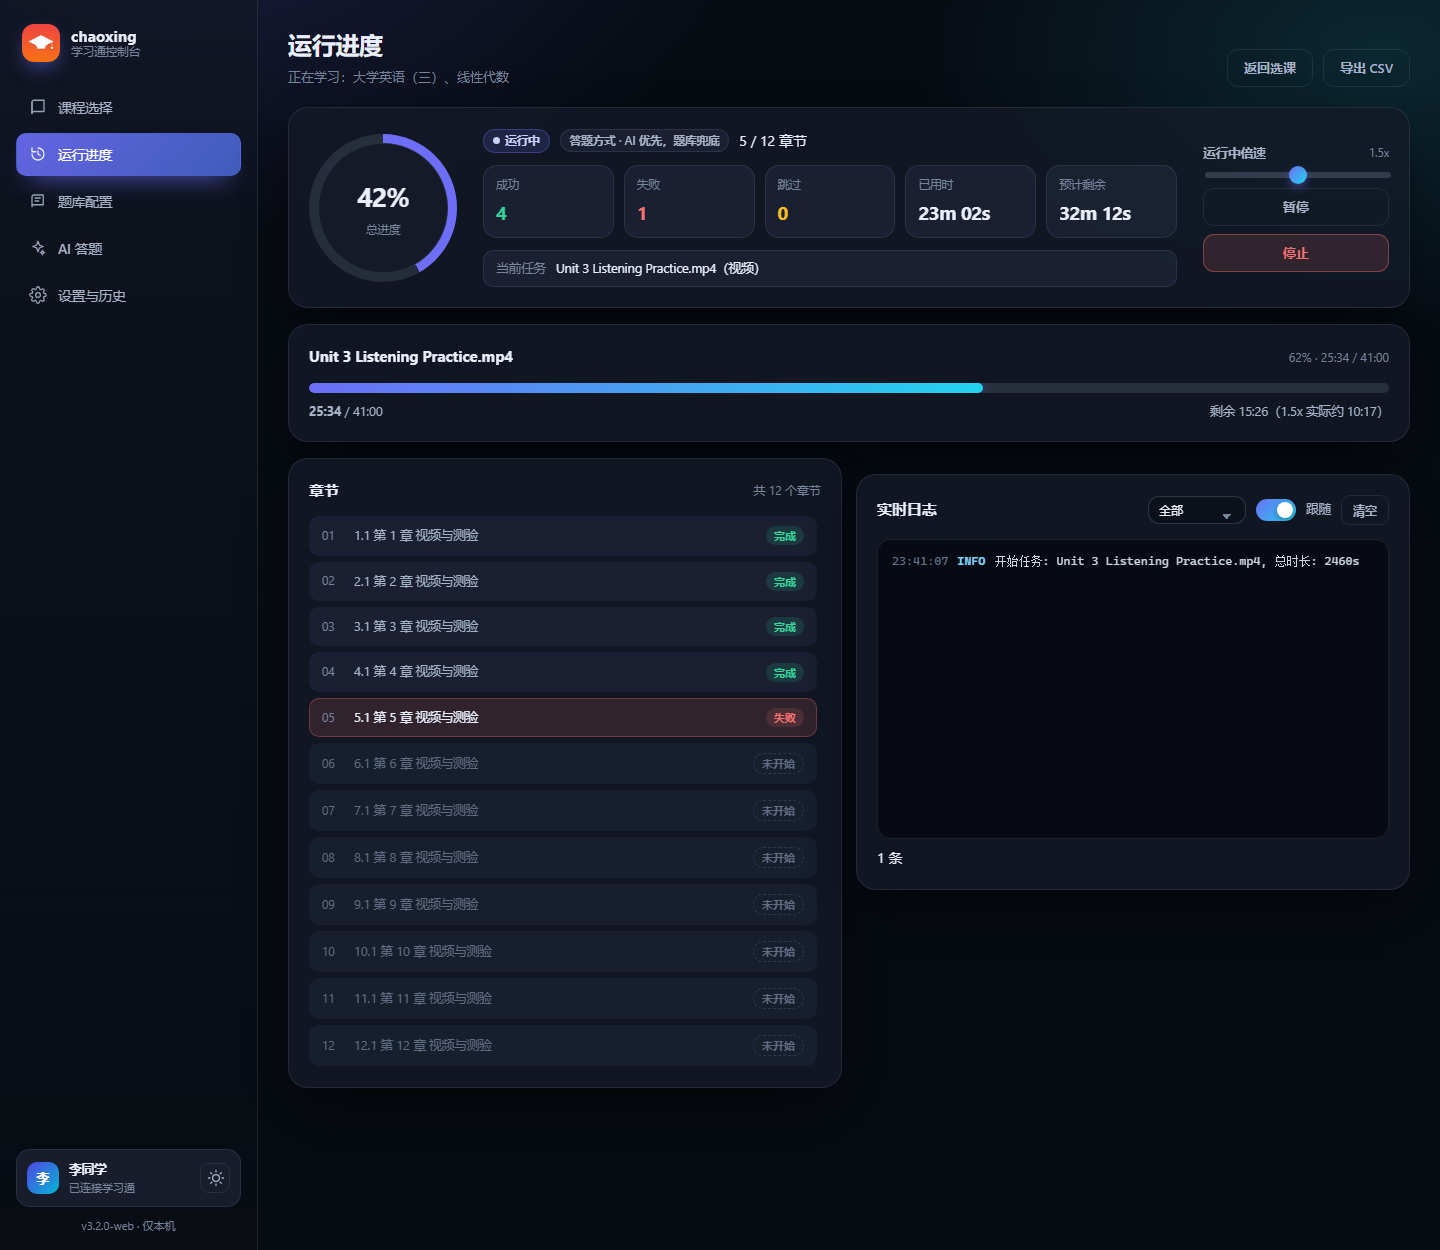 chaoxing
学习通控制台
课程选择
运行进度
题库配置
AI 答题
设置与历史
李
李同学
已连接学习通
v3.2.0-web · 仅本机
运行进度
正在学习：大学英语（三）、线性代数
返回选课
导出 CSV
42%
总进度
运行中
答题方式 · AI 优先，题库兜底
5 / 12 章节
成功
4
失败
1
跳过
0
已用时
23m 02s
预计剩余
32m 12s
当前任务 Unit 3 Listening Practice.mp4（视频）
运行中倍速 1.5x
暂停
停止
Unit 3 Listening Practice.mp4
62% · 25:34 / 41:00
25:34 / 41:00
剩余 15:26（1.5x 实际约 10:17）
章节
共 12 个章节
01 1.1 第 1 章 视频与测验 完成
02 2.1 第 2 章 视频与测验 完成
03 3.1 第 3 章 视频与测验 完成
04 4.1 第 4 章 视频与测验 完成
05 5.1 第 5 章 视频与测验 失败
06 6.1 第 6 章 视频与测验 未开始
07 7.1 第 7 章 视频与测验 未开始
08 8.1 第 8 章 视频与测验 未开始
09 9.1 第 9 章 视频与测验 未开始
10 10.1 第 10 章 视频与测验 未开始
11 11.1 第 11 章 视频与测验 未开始
12 12.1 第 12 章 视频与测验 未开始
实时日志
全部
跟随
清空
23:41:07 INFO 开始任务: Unit 3 Listening Practice.mp4, 总时长: 2460s
1 条